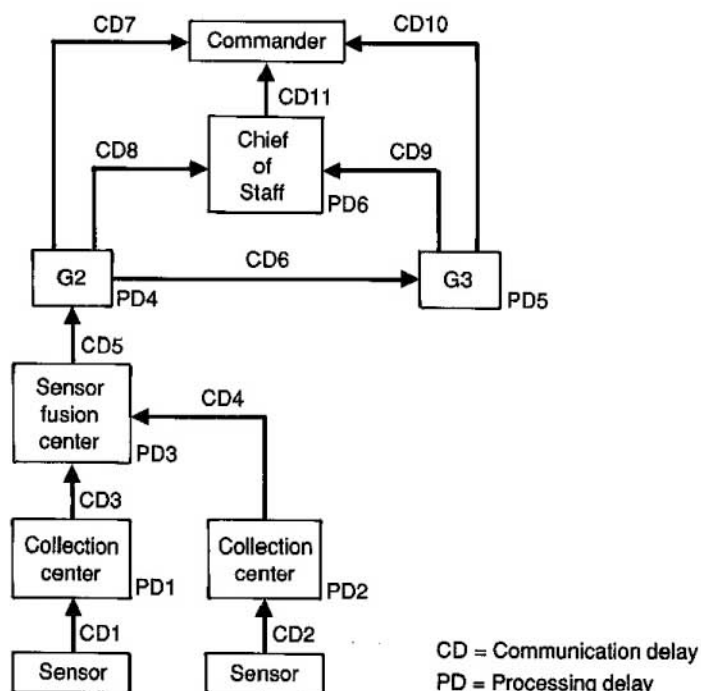 CD7
Commander
CD10
CD11
CD8
Chief
of
Staff
CD9
PD6
CD6
G2
G3
PD4
PD5
CD5
Sensor
fusion
center
CD4
PD3
CD3
Collection
center
Collection
center
PD1
PD2
CD1
CD2
Sensor
Sensor
CD = Communication delay
PD = Processing delay